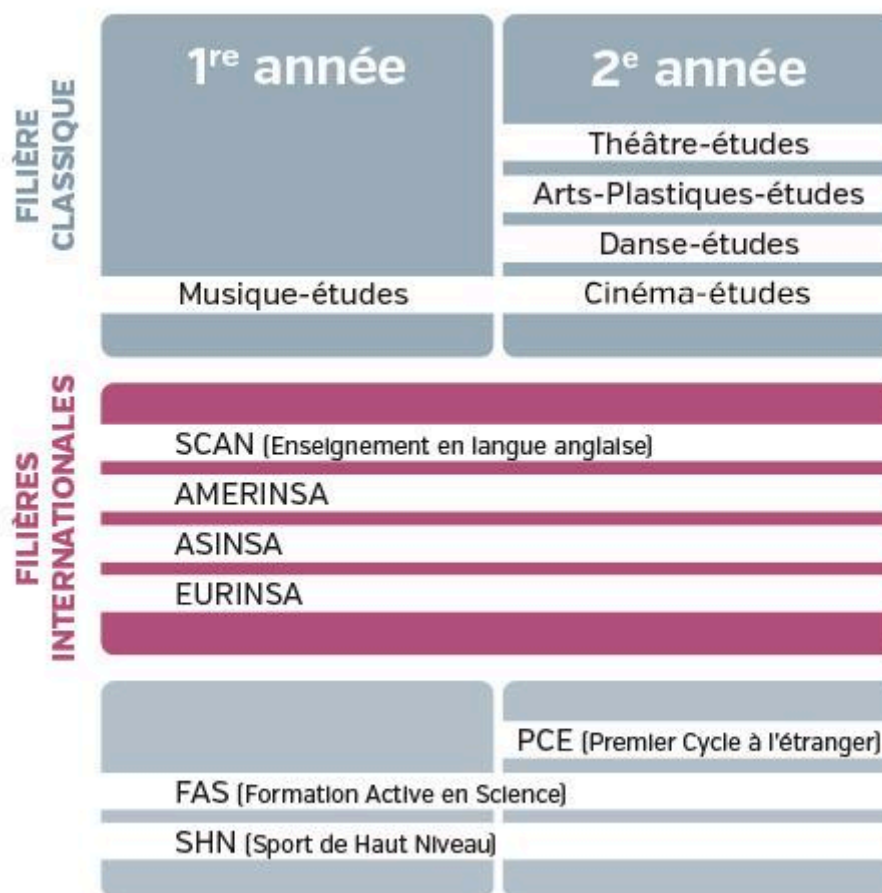 FILIÈRE
CLASSIQUE
1re année
2e année
Théâtre-études
Arts-Plastiques-études
Danse-études
Musique-études
Cinéma-études
FILIÈRES
INTERNATIONALES
SCAN (Enseignement en langue anglaise)
AMERINSA
ASINSA
EURINSA
PCE (Premier Cycle à l'étranger)
FAS (Formation Active en Science)
SHN (Sport de Haut Niveau)